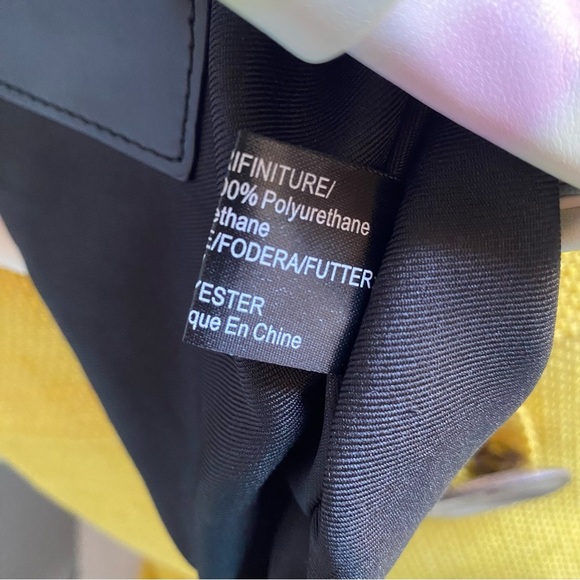 RIFINITURE/
00% Polyurethane
ethane
E/FODERA/FUTTER
YESTER
que En Chine